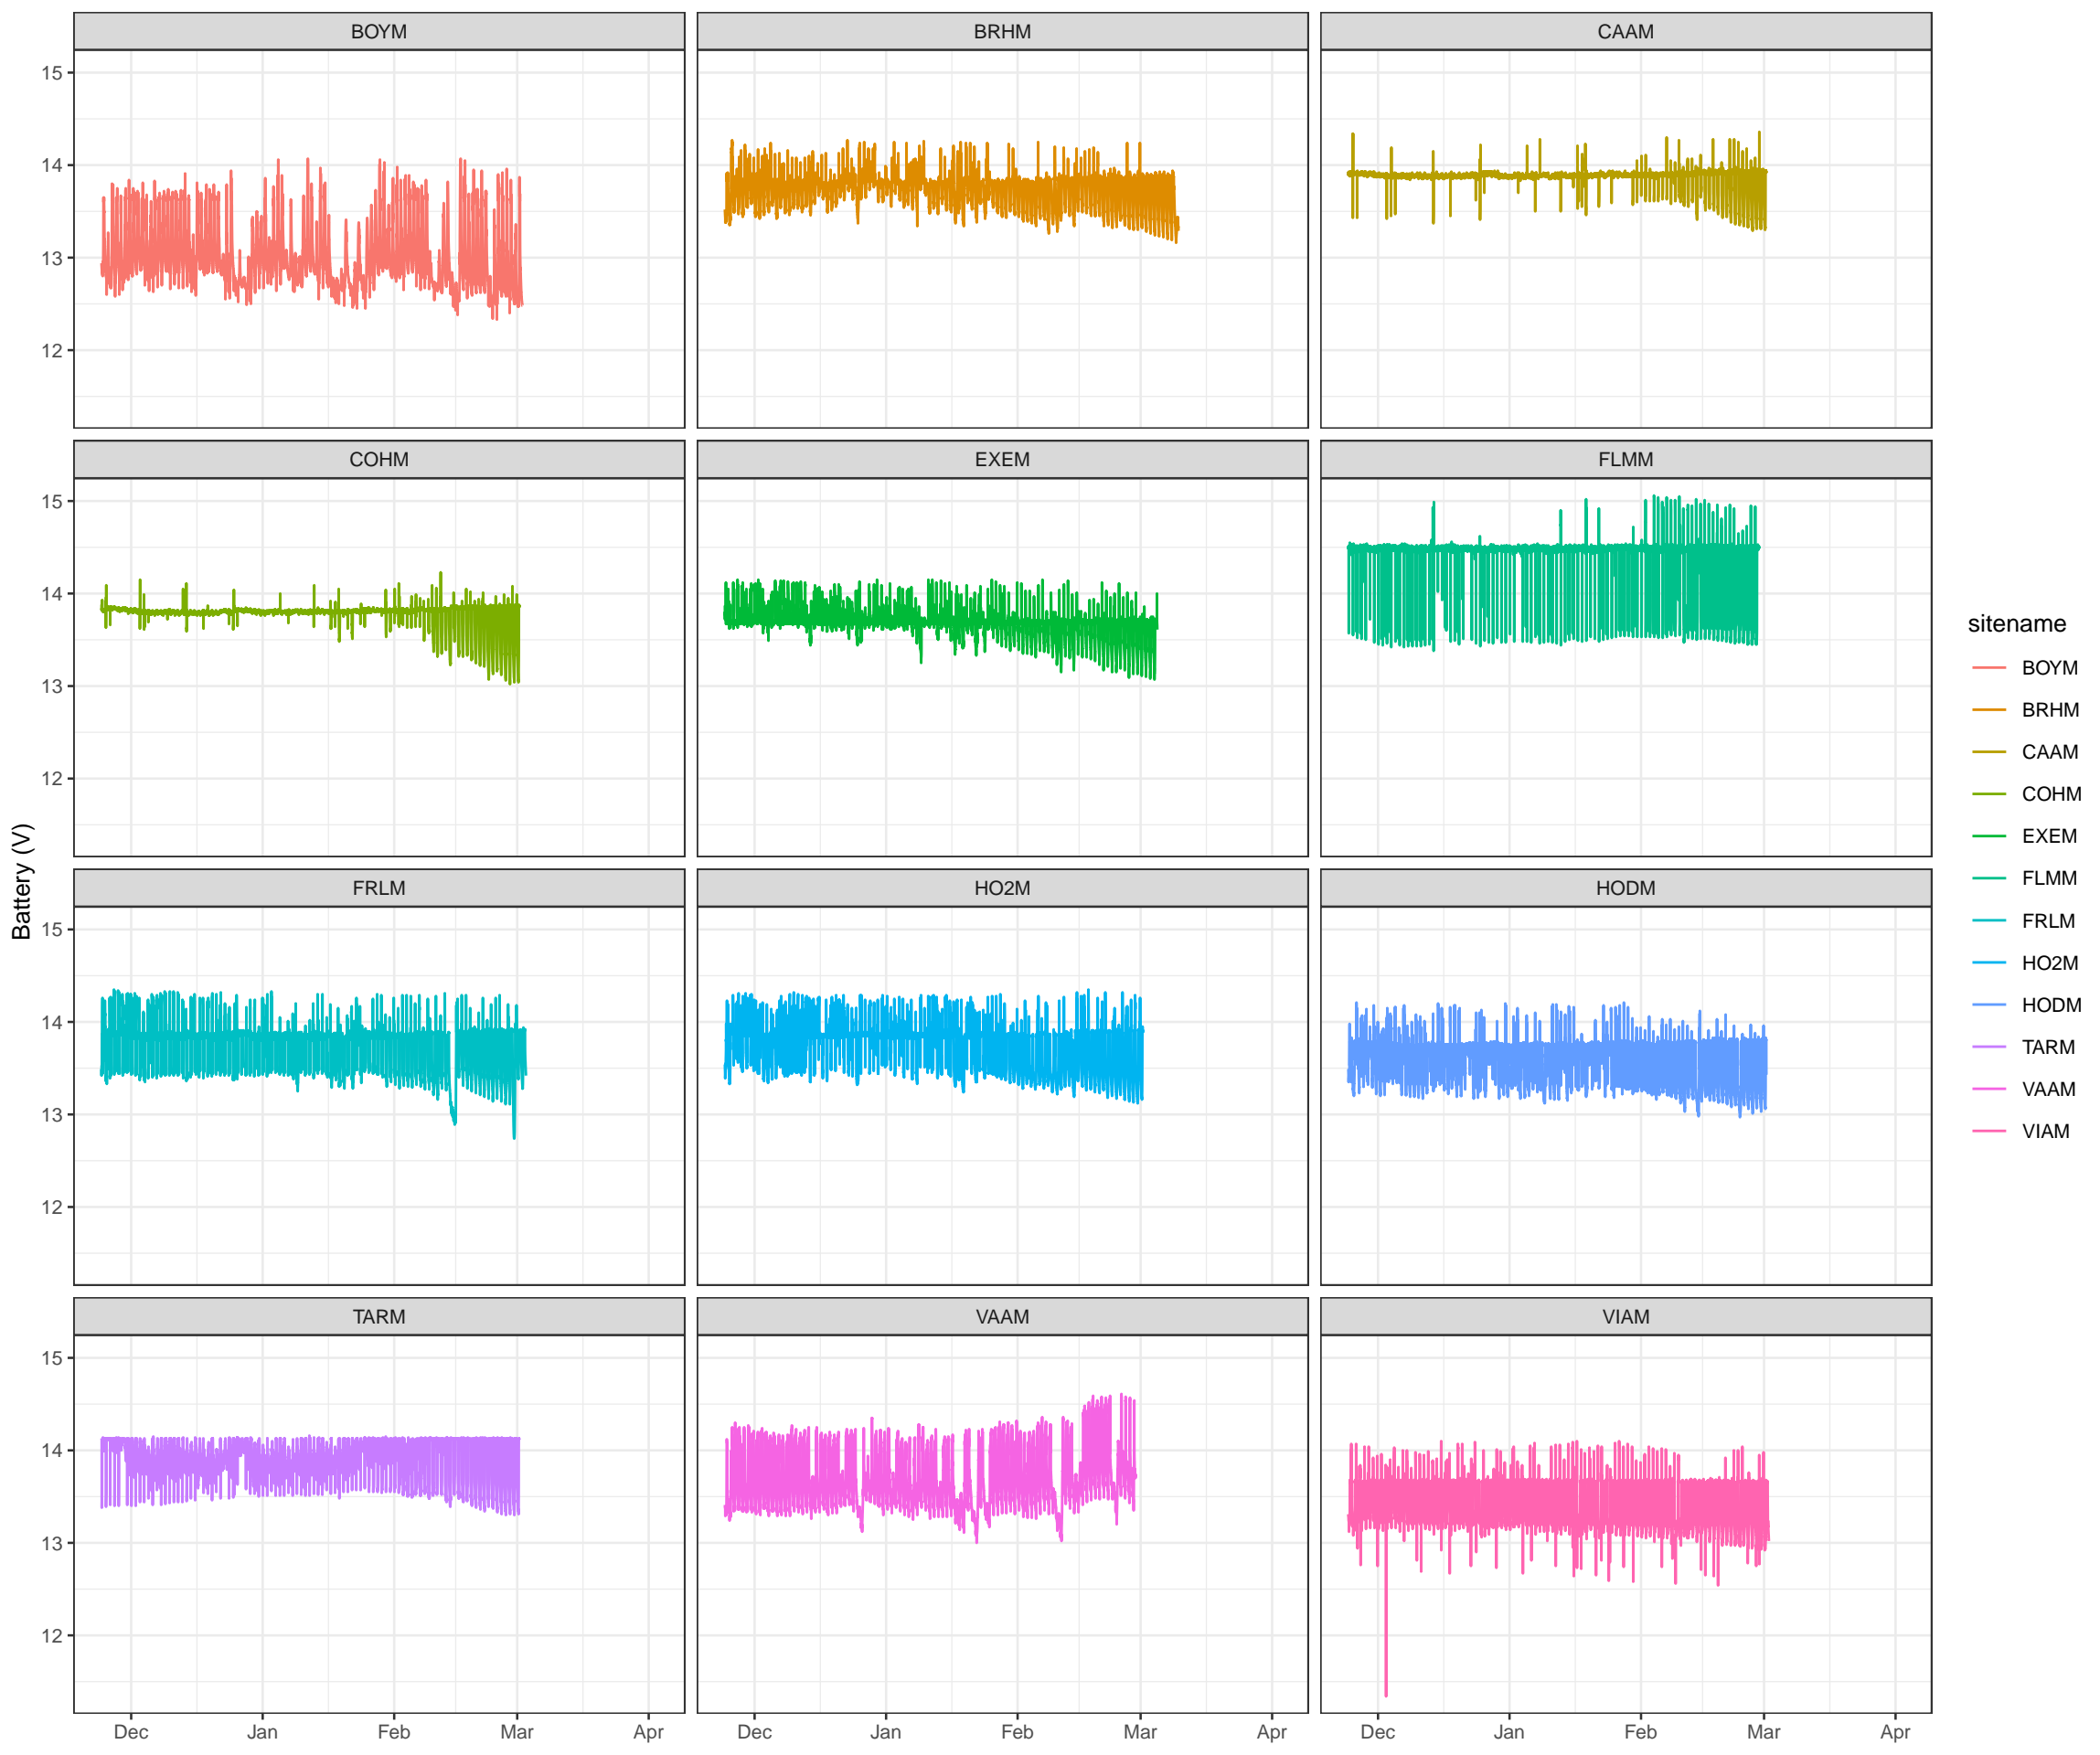 BOYM
BRHM
CAAM
15
14
13
12
COHM
EXEM
FLMM
15
14
13
12
FRLM
HO2M
HODM
15
14
13
12
TARM
VAAM
VIAM
15
14
13
12
Dec Jan Feb Mar Apr
Dec Jan Feb Mar Apr
Dec Jan Feb Mar Apr
Battery (V)
sitename
BOYM
BRHM
CAAM
COHM
EXEM
FLMM
FRLM
HO2M
HODM
TARM
VAAM
VIAM